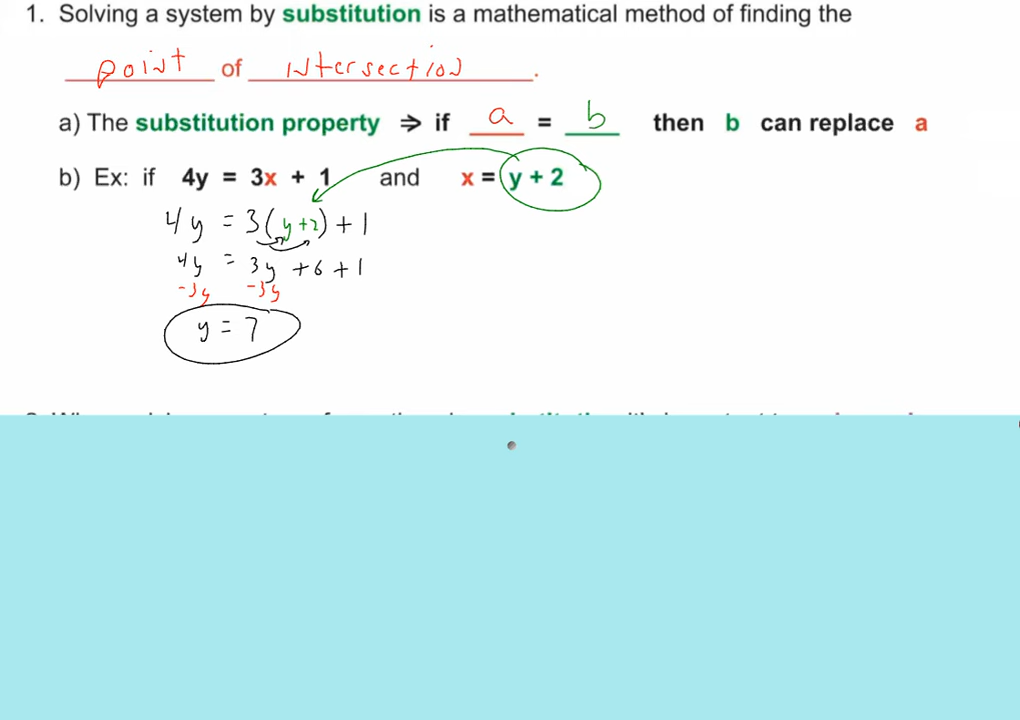 1. Solving a system by substitution is a mathematical method of finding the
point of intersection.
a) The substitution property ⇒ if a = b then b can replace a
b) Ex: if 4y = 3x + 1 and x = y + 2
4y = 3(y+2) + 1
4y = 3y + 6 + 1
-3y -3y
y = 7